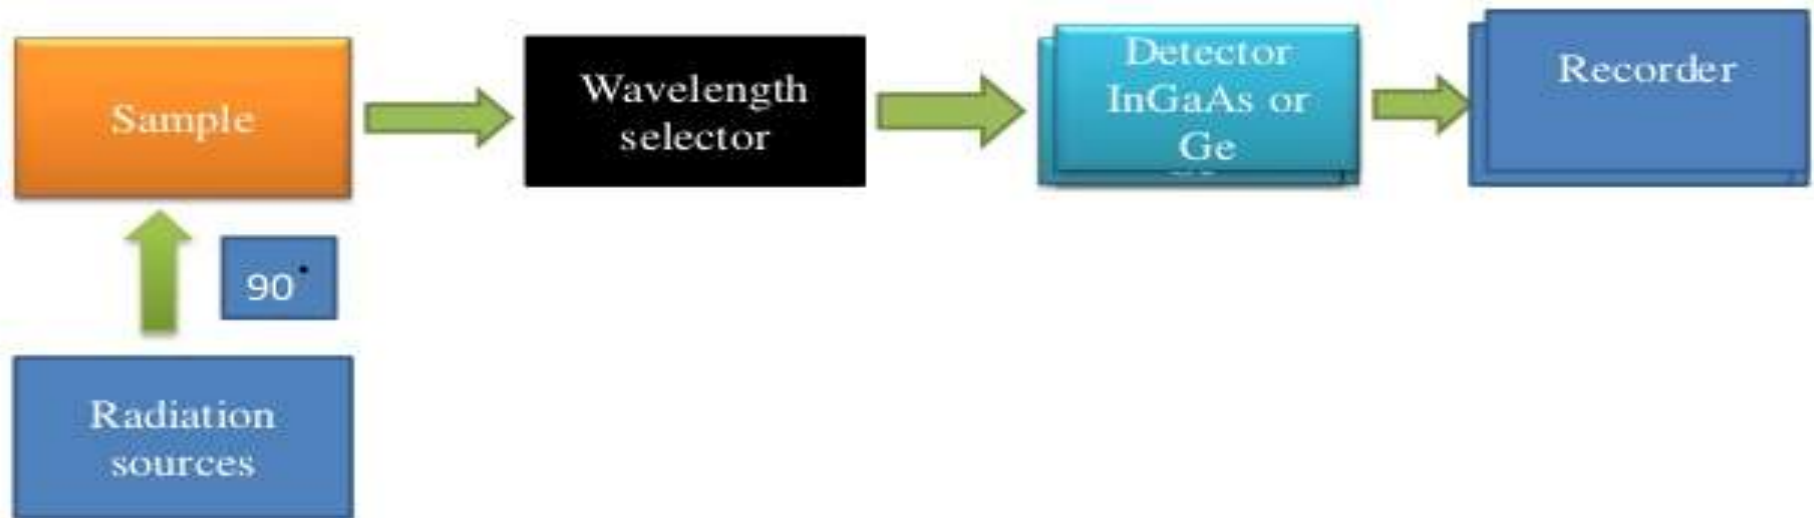 Sample
Wavelength
selector
Detector
InGaAs or
Ge
Recorder
90°
Radiation
sources